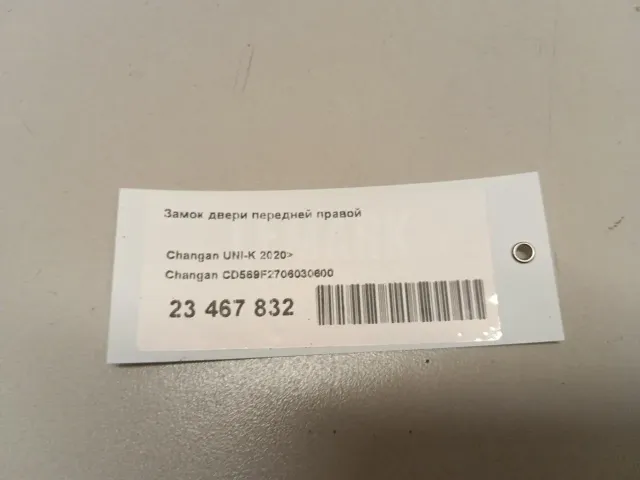 Замок двери передней правой
Changan UNI-K 2020>
Changan CD569F2706030600
23 467 832